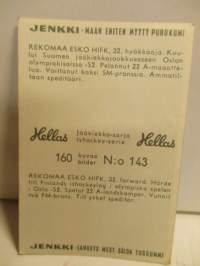 JENKKI-MAAN ENITEN MYYTY PURUKUMI
REKOMAA ESKO HIFK, 32, hyökkääjä. Kuu-
lui Suomen jääkiekkojoukkueeseen Oslon
olympiakisoissa -52. Pelannut 22 A-maaotte-
lua. Voittanut kaksi SM-pronssia. Ammatil-
taan speditööri.
Hellas Jääkiekko-sarja Hellas
Ishockey-serie
160 kuvaa N:o 143
bilder
REKOMAA ESKO HIFK, 32, forward. Hörde
till Finlands ishockeylag i olympiska spelen
i Oslo -52. Spelat 22 A-landskamper. Vunnit
två FM-brons. Till yrket speditör.
JENKKI-LANDETS MEST SÅLDA TUGGUMMI